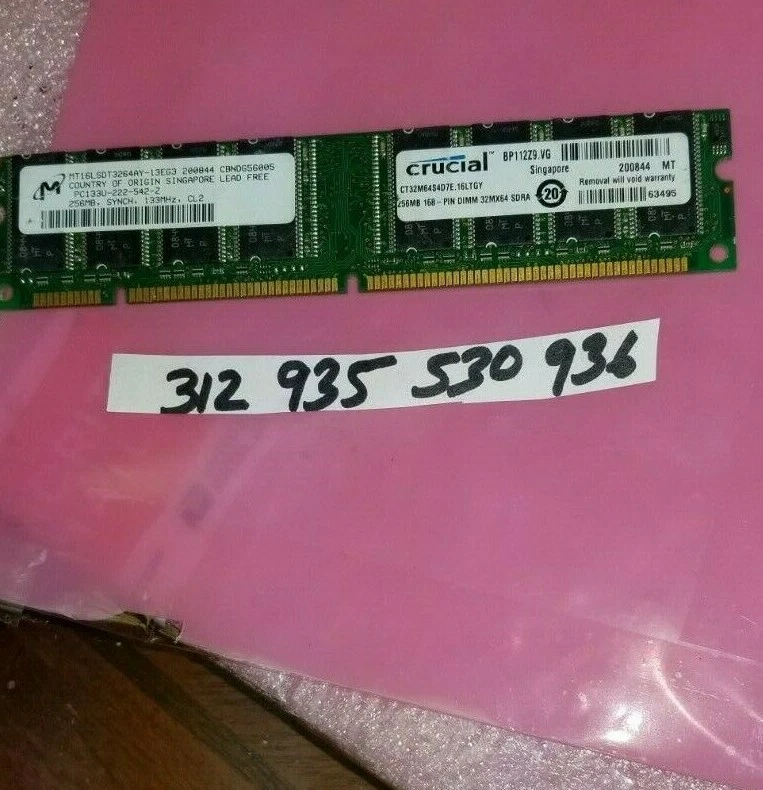 MT16LSDT3264AY-13EG3 200844 CBND656005
COUNTRY OF ORIGIN SINGAPORE LEAD FREE
PC133U-222-542-Z
256MB, SYNCH, 133MHz, CL2
crucial
BP112Z9.VG
Singapore
200844 MT
CT32M64S4D7E.16LTGY
Removal will void warranty
256MB 168-PIN DIMM 32MX64 SDRA
20
63495
312 935 530 936